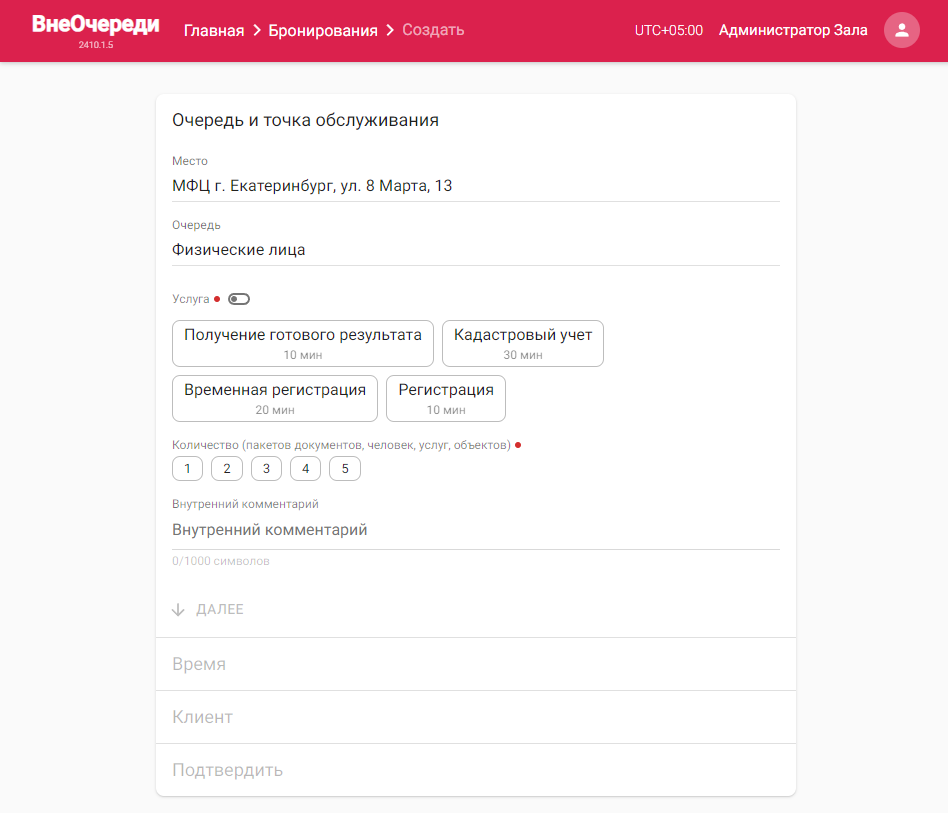 ВнеОчереди
2410.1.5
Главная Бронирования Создать
UTC+05:00 Администратор Зала
Очередь и точка обслуживания
Место
МФЦ г. Екатеринбург, ул. 8 Марта, 13
Очередь
Физические лица
Услуга
Получение готового результата
10 мин
Кадастровый учет
30 мин
Временная регистрация
20 мин
Регистрация
10 мин
Количество (пакетов документов, человек, услуг, объектов)
1 2 3 4 5
Внутренний комментарий
Внутренний комментарий
0/1000 символов
ДАЛЕЕ
Время
Клиент
Подтвердить